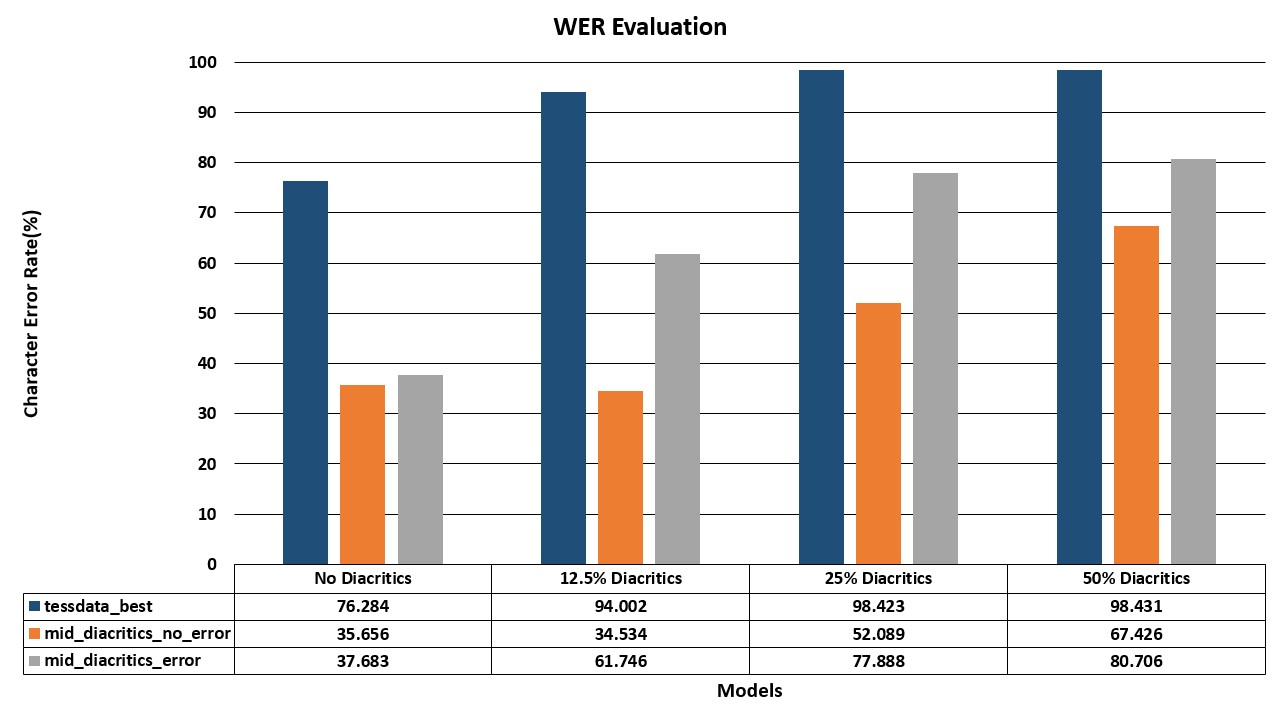 WER Evaluation
Character Error Rate(%)
100
90
80
70
60
50
40
30
20
10
0
No Diacritics 12.5% Diacritics 25% Diacritics 50% Diacritics
tessdata_best 76.284 94.002 98.423 98.431
mid_diacritics_no_error 35.656 34.534 52.089 67.426
mid_diacritics_error 37.683 61.746 77.888 80.706
Models